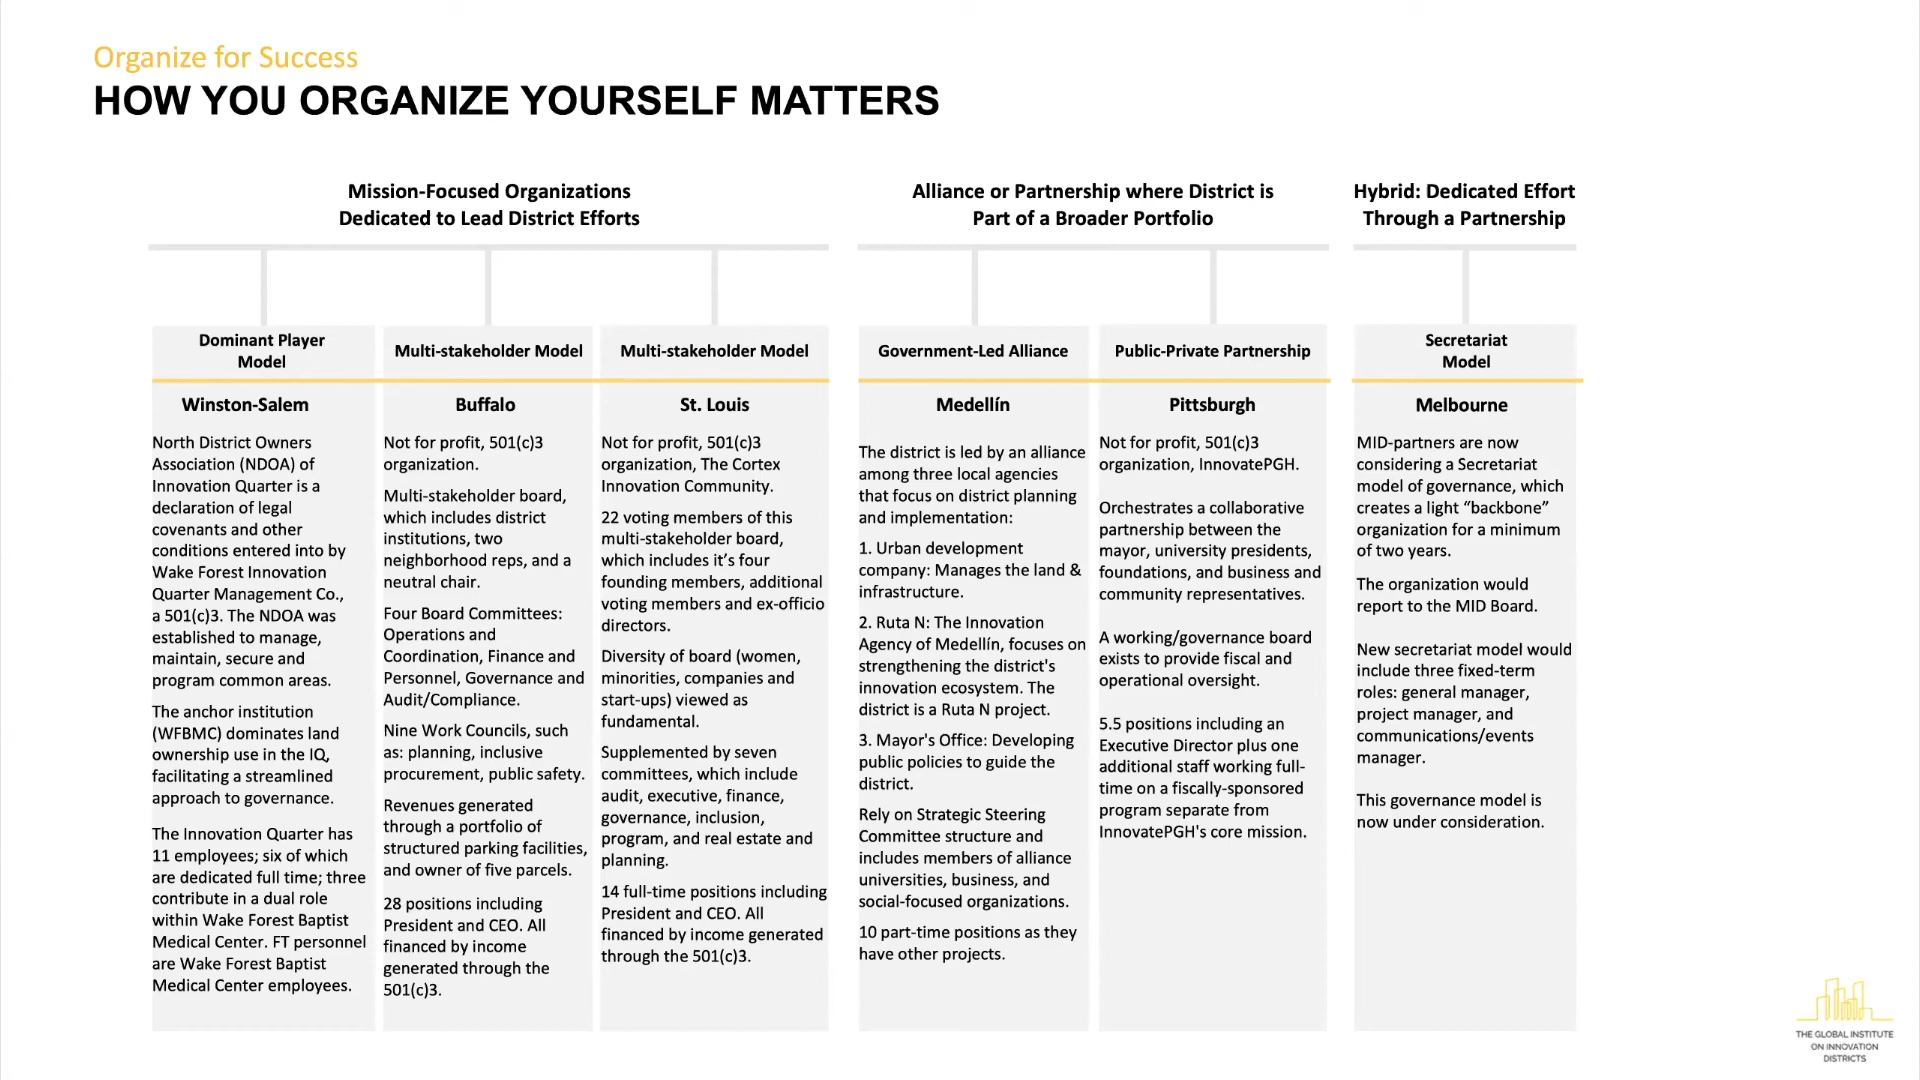 Organize for Success
HOW YOU ORGANIZE YOURSELF MATTERS
Mission-Focused Organizations
Dedicated to Lead District Efforts
Dominant Player
Model
Winston-Salem
North District Owners
Association (NDOA) of
Innovation Quarter is a
declaration of legal
covenants and other
conditions entered into by
Wake Forest Innovation
Quarter Management Co.,
a 501(c)3. The NDOA was
established to manage,
maintain, secure and
program common areas.
The anchor institution
(WFBMC) dominates land
ownership use in the IQ,
facilitating a streamlined
approach to governance.
The Innovation Quarter has
11 employees; six of which
are dedicated full time; three
contribute in a dual role
within Wake Forest Baptist
Medical Center. FT personnel
are Wake Forest Baptist
Medical Center employees.
Multi-stakeholder Model
Buffalo
Not for profit, 501(c)3
organization.
Multi-stakeholder board,
which includes district
institutions, two
neighborhood reps, and a
neutral chair.
Four Board Committees:
Operations and
Coordination, Finance and
Personnel, Governance and
Audit/Compliance.
Nine Work Councils, such
as: planning, inclusive
procurement, public safety.
Revenues generated
through a portfolio of
structured parking facilities,
and owner of five parcels.
28 positions including
President and CEO. All
financed by income
generated through the
501(c)3.
Multi-stakeholder Model
St. Louis
Not for profit, 501(c)3
organization, The Cortex
Innovation Community.
22 voting members of this
multi-stakeholder board,
which includes it’s four
founding members, additional
voting members and ex-officio
directors.
Diversity of board (women,
minorities, companies and
start-ups) viewed as
fundamental.
Supplemented by seven
committees, which include
audit, executive, finance,
governance, inclusion,
program, and real estate and
planning.
14 full-time positions including
President and CEO. All
financed by income generated
through the 501(c)3.
Alliance or Partnership where District is
Part of a Broader Portfolio
Government-Led Alliance
Medellín
The district is led by an alliance
among three local agencies
that focus on district planning
and implementation:
1. Urban development
company: Manages the land &
infrastructure.
2. Ruta N: The Innovation
Agency of Medellín, focuses on
strengthening the district's
innovation ecosystem. The
district is a Ruta N project.
3. Mayor's Office: Developing
public policies to guide the
district.
Rely on Strategic Steering
Committee structure and
includes members of alliance
universities, business, and
social-focused organizations.
10 part-time positions as they
have other projects.
Public-Private Partnership
Pittsburgh
Not for profit, 501(c)3
organization, InnovatePGH.
Orchestrates a collaborative
partnership between the
mayor, university presidents,
foundations, and business and
community representatives.
A working/governance board
exists to provide fiscal and
operational oversight.
5.5 positions including an
Executive Director plus one
additional staff working full-
time on a fiscally-sponsored
program separate from
InnovatePGH's core mission.
Hybrid: Dedicated Effort
Through a Partnership
Secretariat
Model
Melbourne
MID-partners are now
considering a Secretariat
model of governance, which
creates a light “backbone”
organization for a minimum
of two years.
The organization would
report to the MID Board.
New secretariat model would
include three fixed-term
roles: general manager,
project manager, and
communications/events
manager.
This governance model is
now under consideration.
THE GLOBAL INSTITUTE
ON INNOVATION
DISTRICTS